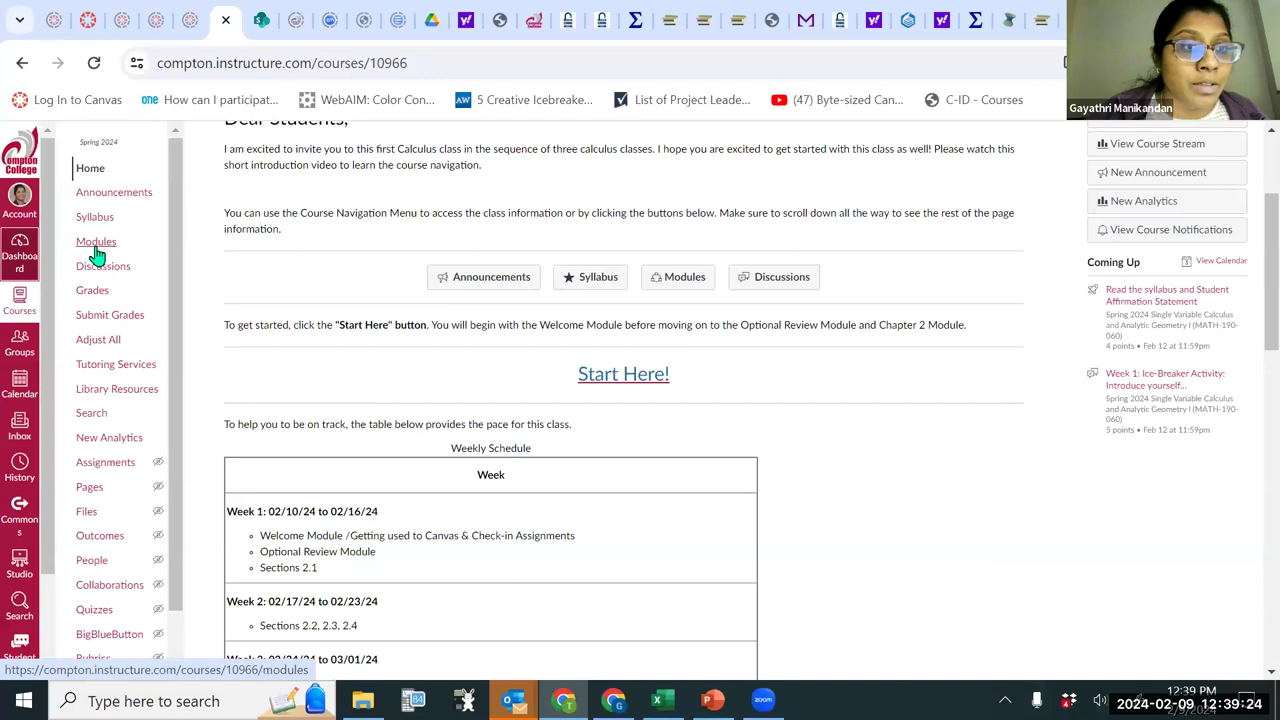 compton.instructure.com/courses/10966
Log In to Canvas
one
How can I participat...
WebAIM: Color Con...
AW
5 Creative Icebreake...
List of Project Leade...
(47) Byte-sized Can...
C-ID - Courses
Gayathri Manikandan
Compton
College
Account
Dashboa
rd
Courses
Groups
Calendar
Inbox
History
Common
s
Studio
Search
Student
Spring 2024
Home
Announcements
Syllabus
Modules
Discussions
Grades
Submit Grades
Adjust All
Tutoring Services
Library Resources
Search
New Analytics
Assignments
Pages
Files
Outcomes
People
Collaborations
Quizzes
BigBlueButton
Rubrics
Dear Students,
I am excited to invite you to this first Calculus class in the sequence of three calculus classes. I hope you are excited to get started with this class as well! Please watch this
short introduction video to learn the course navigation.
You can use the Course Navigation Menu to access the class information or by clicking the buttons below. Make sure to scroll down all the way to see the rest of the page
information.
Announcements
Syllabus
Modules
Discussions
To get started, click the "Start Here" button. You will begin with the Welcome Module before moving on to the Optional Review Module and Chapter 2 Module.
Start Here!
To help you to be on track, the table below provides the pace for this class.
Weekly Schedule
Week
Week 1: 02/10/24 to 02/16/24
Welcome Module /Getting used to Canvas & Check-in Assignments
Optional Review Module
Sections 2.1
Week 2: 02/17/24 to 02/23/24
Sections 2.2, 2.3, 2.4
03/01/24
View Course Stream
New Announcement
New Analytics
View Course Notifications
Coming Up
View Calendar
Read the syllabus and Student
Affirmation Statement
Spring 2024 Single Variable Calculus
and Analytic Geometry I (MATH-190-
060)
4 points • Feb 12 at 11:59pm
Week 1: Ice-Breaker Activity:
Introduce yourself...
Spring 2024 Single Variable Calculus
and Analytic Geometry I (MATH-190-
060)
5 points • Feb 12 at 11:59pm
https://compton.instructure.com/courses/10966/modules
Type here to search
12:39 PM
2024-02-09 12:39:24